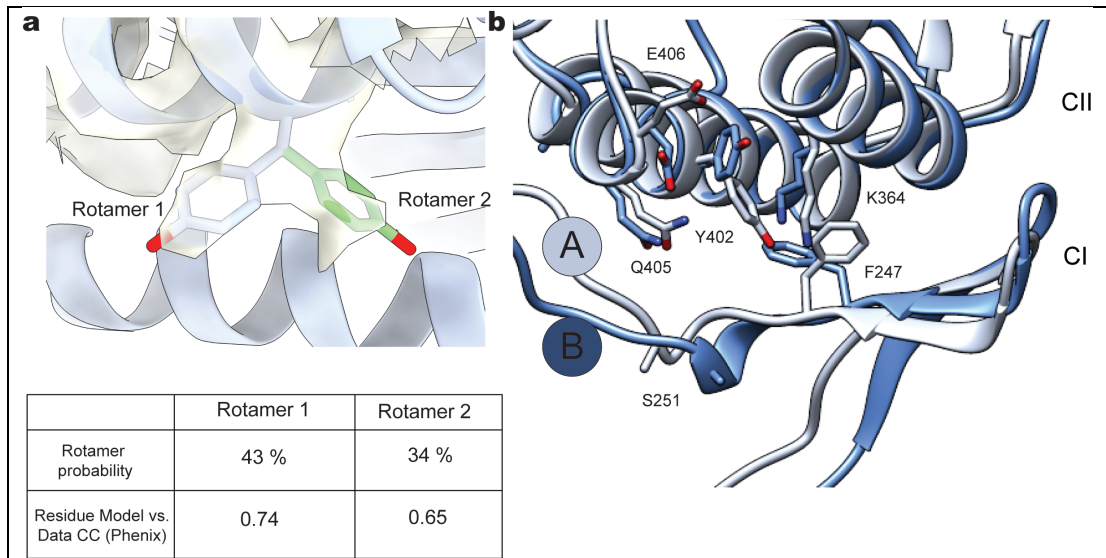 a
Rotamer 1
Rotamer 2
b
E406
CII
K364
A
Y402
CI
Q405
F247
B
S251
Rotamer 1 Rotamer 2
Rotamer
probability
43 % 34 %
Residue Model vs.
Data CC (Phenix)
0.74 0.65